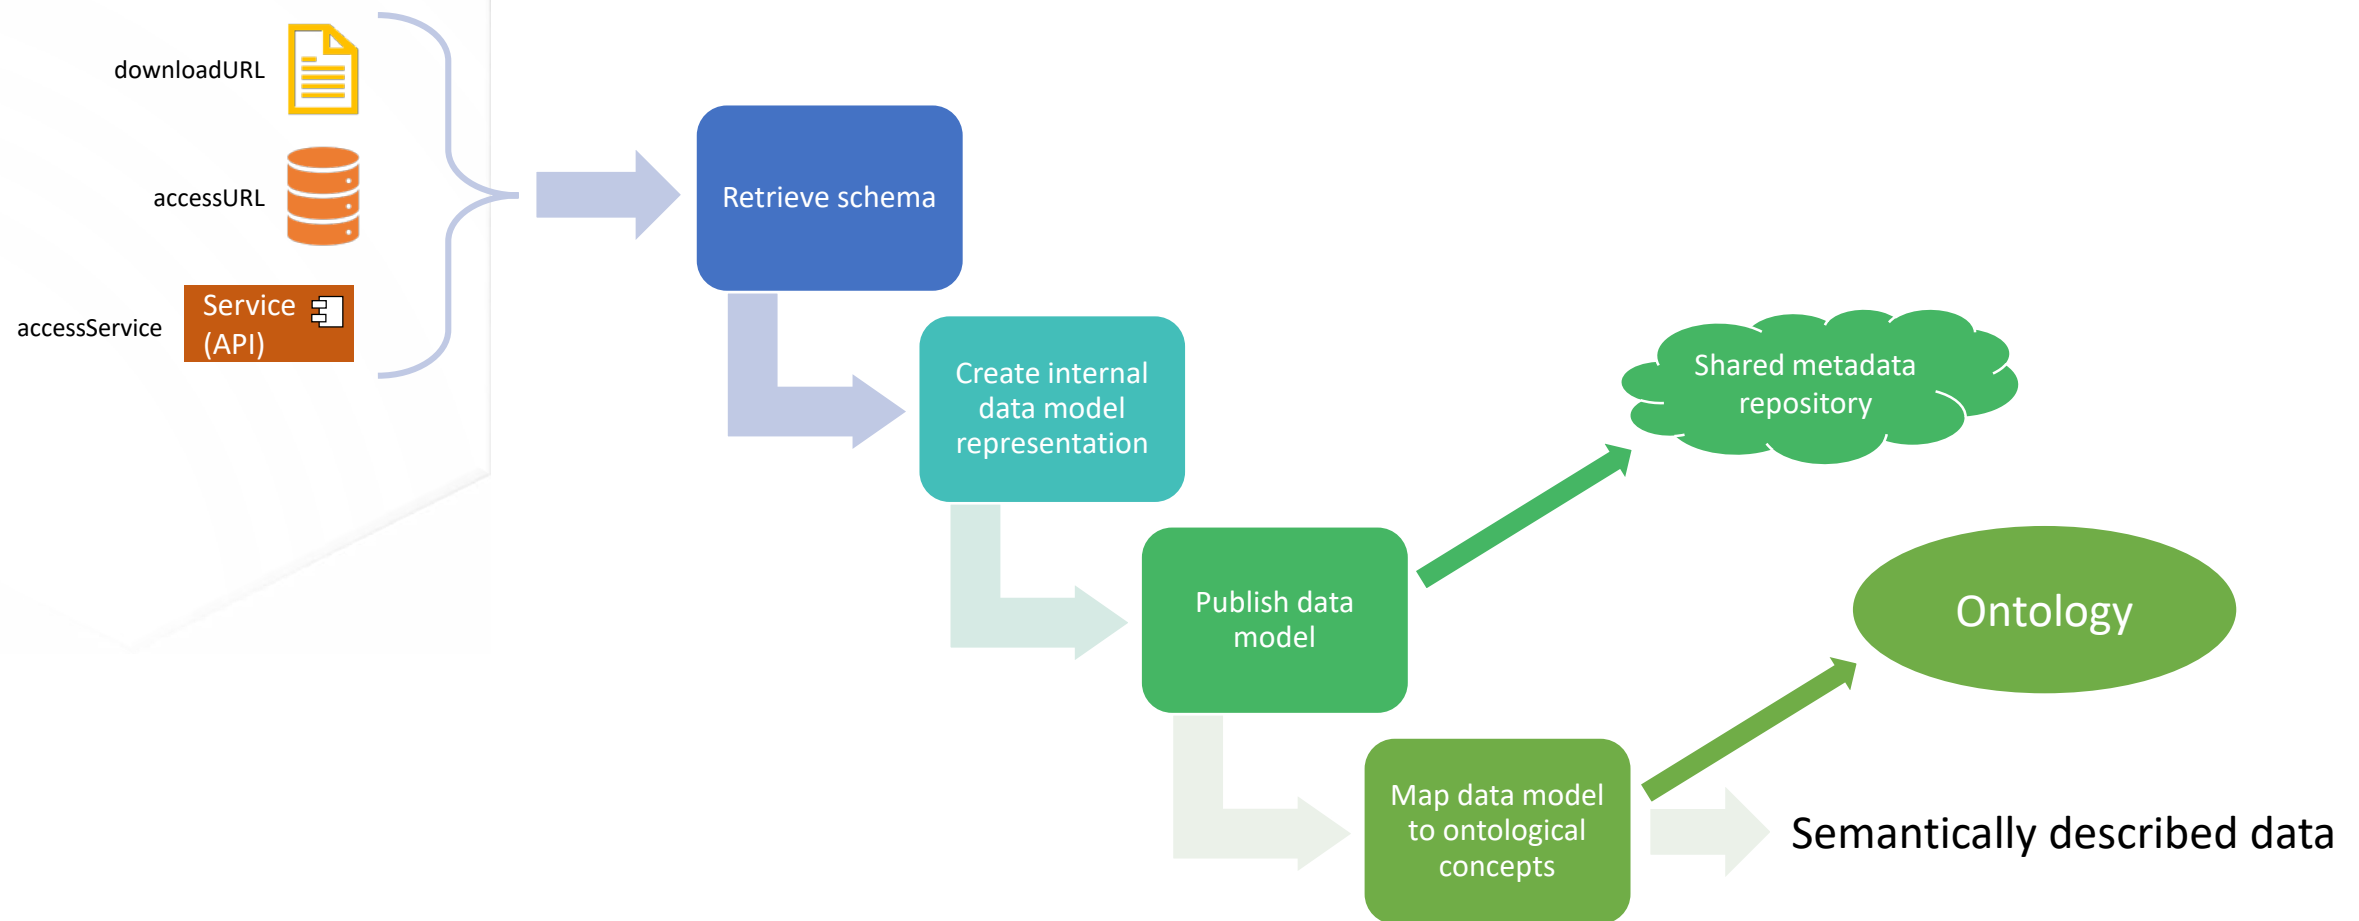 downloadURL
accessURL
accessService
Service
(API)
Retrieve schema
Create internal
data model
representation
Publish data
model
Shared metadata
repository
Ontology
Map data model
to ontological
concepts
Semantically described data